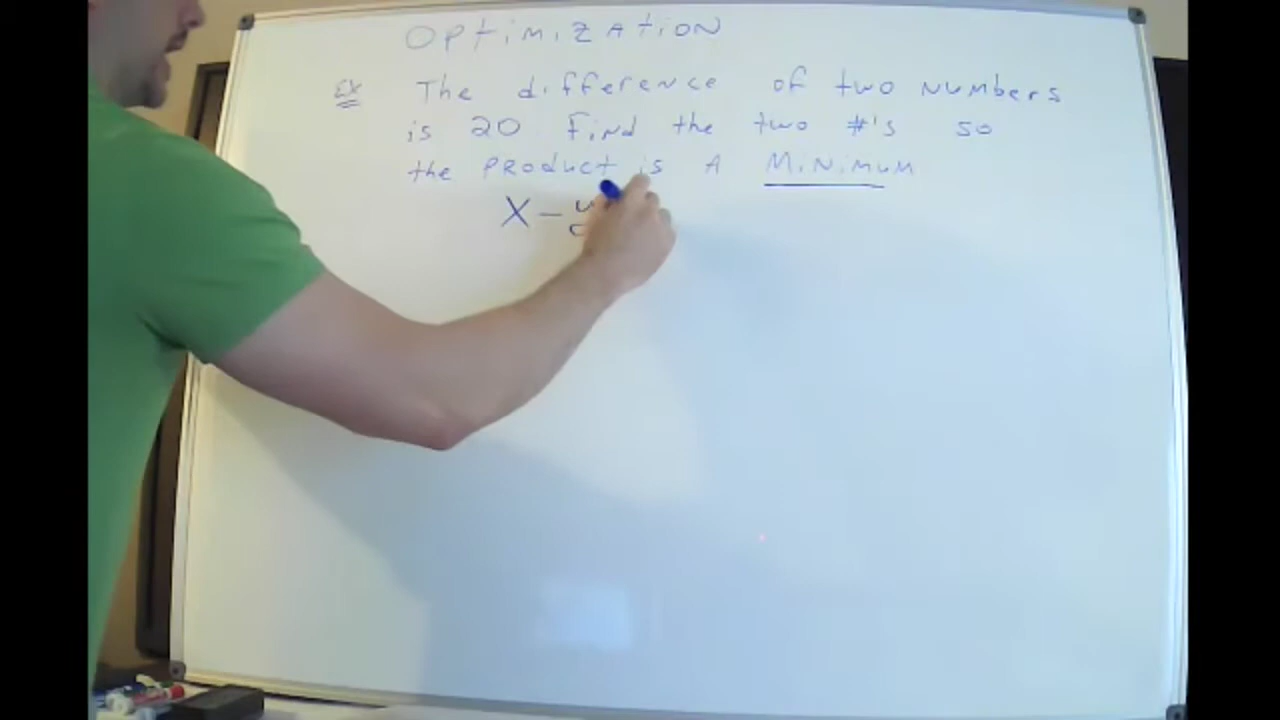 OPtimizATiON
Ex The difference of two NUMBERS
is 20 Find the two #'s so
the PRoduct is A MiNiMUM
X - y